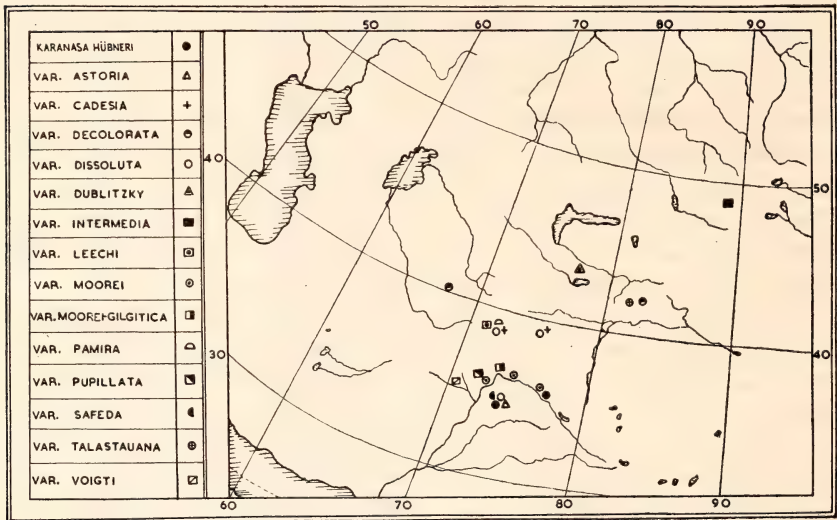 50 60 70 80 90
KARANASA HÜBNERI
VAR. ASTORIA
VAR. CADESIA
VAR. DECOLORATA
VAR. DISSOLUTA
VAR. DUBLITZKY
VAR. INTERMEDIA
VAR. LEECHI
VAR. MOOREI
VAR. MOOREI-GILGITICA
VAR. PAMIRA
VAR. PUPILLATA
VAR. SAFEDA
VAR. TALASTAUANA
VAR. VOIGTI
40
50
30
40
60 70 80 90